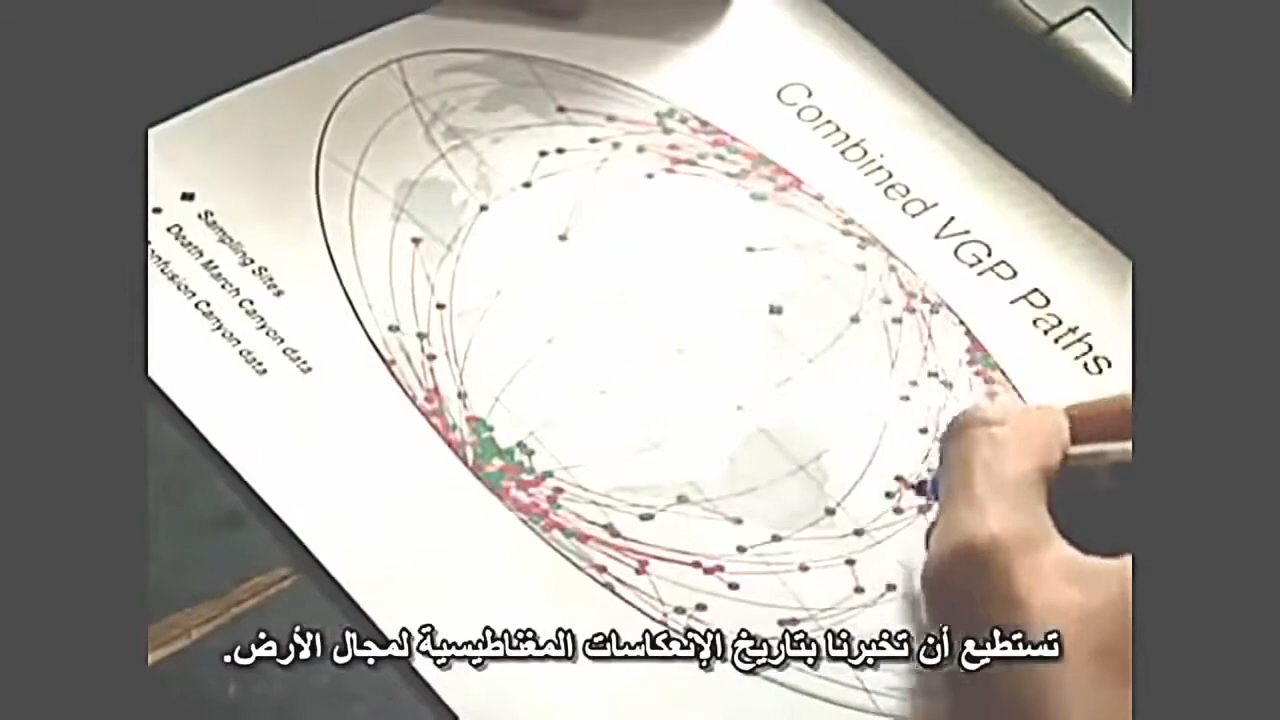 Combined VGP Paths
Sampling Sites
Death March Canyon data
onfusion Canyon data
تستطيع أن تخبرنا بتاريخ الإنعكاسات المغناطيسية لمجال الأرض.